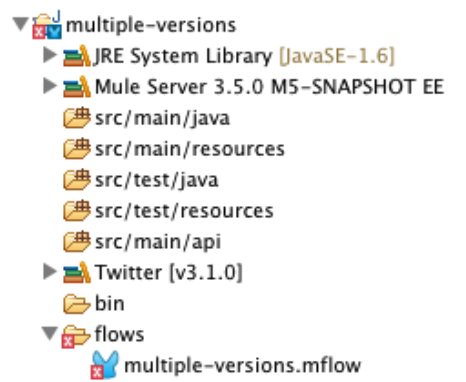 multiple-versions
JRE System Library [JavaSE-1.6]
Mule Server 3.5.0 M5-SNAPSHOT EE
src/main/java
src/main/resources
src/test/java
src/test/resources
src/main/api
Twitter [v3.1.0]
bin
flows
multiple-versions.mflow